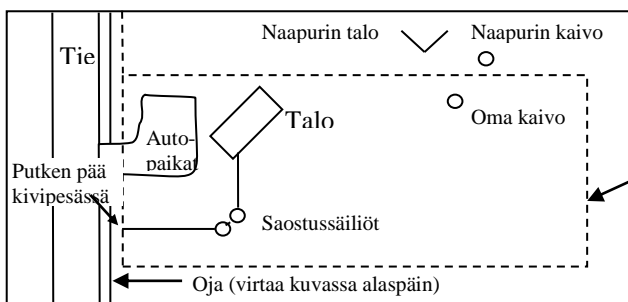 Naapurin talo
Naapurin kaivo
Tie
Oma kaivo
Talo
Auto-
paikat
Putken pää
kivipesässä
Saostussäiliöt
Oja (virtaa kuvassa alaspäin)